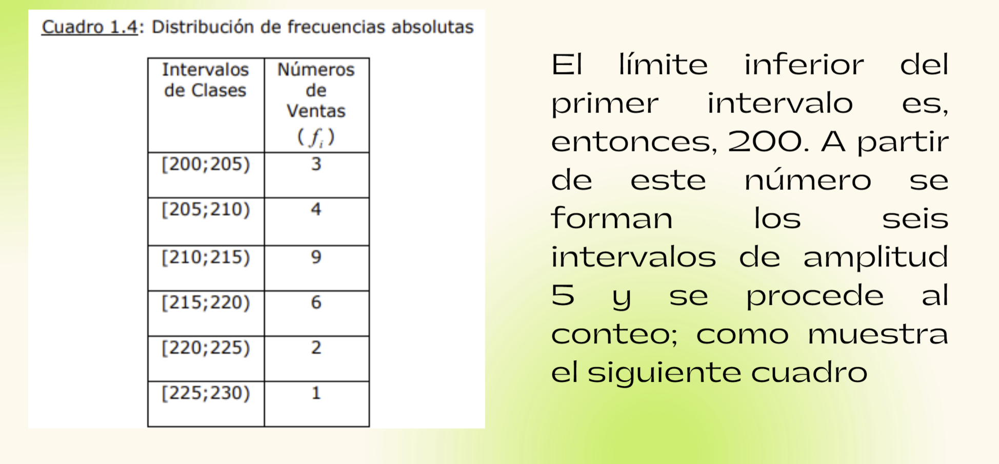 Cuadro 1.4: Distribución de frecuencias absolutas
Intervalos de Clases
Números de Ventas ( fi )
[200;205) 3
[205;210) 4
[210;215) 9
[215;220) 6
[220;225) 2
[225;230) 1
El límite inferior del
primer intervalo es,
entonces, 200. A partir
de este número se
forman los seis
intervalos de amplitud
5 y se procede al
conteo; como muestra
el siguiente cuadro